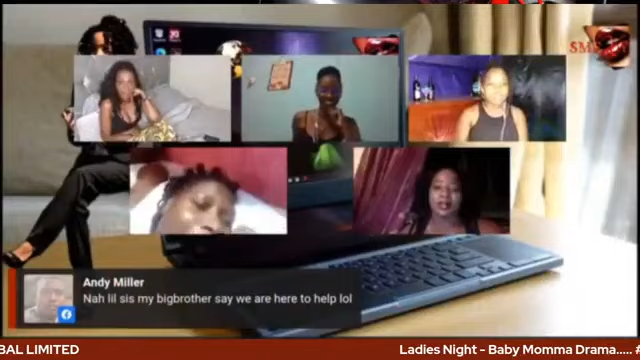 SM
Andy Miller
Nah lil sis my bigbrother say we are here to help lol
BAL LIMITED
Ladies Night - Baby Momma Drama..... #